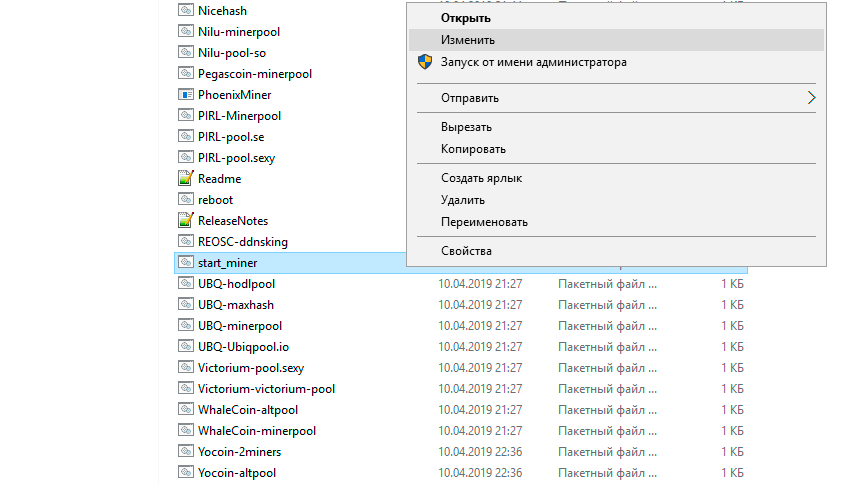 Nicehash
Nilu-minerpool
Nilu-pool-so
Pegascoin-minerpool
PhoenixMiner
PIRL-Minerpool
PIRL-pool.se
PIRL-pool.sexy
Readme
reboot
ReleaseNotes
REOSC-ddnsking
start_miner
Открыть
Изменить
Запуск от имени администратора
Отправить
Вырезать
Копировать
Создать ярлык
Удалить
Переименовать
Свойства
UBQ-hodlpool 10.04.2019 21:27 Пакетный файл ... 1 КБ
UBQ-maxhash 10.04.2019 21:27 Пакетный файл ... 1 КБ
UBQ-minerpool 10.04.2019 21:27 Пакетный файл ... 1 КБ
UBQ-Ubiqpool.io 10.04.2019 21:27 Пакетный файл ... 1 КБ
Victorium-pool.sexy 10.04.2019 21:27 Пакетный файл ... 1 КБ
Victorium-victorium-pool 10.04.2019 21:27 Пакетный файл ... 1 КБ
WhaleCoin-altpool 10.04.2019 21:27 Пакетный файл ... 1 КБ
WhaleCoin-minerpool 10.04.2019 21:27 Пакетный файл ... 1 КБ
Yocoin-2miners 10.04.2019 22:36 Пакетный файл ... 1 КБ
Yocoin-altpool 10.04.2019 22:36 Пакетный файл ... 1 КБ